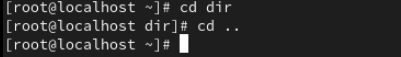 [root@localhost ~]# cd dir
[root@localhost dir]# cd ..
[root@localhost ~]#